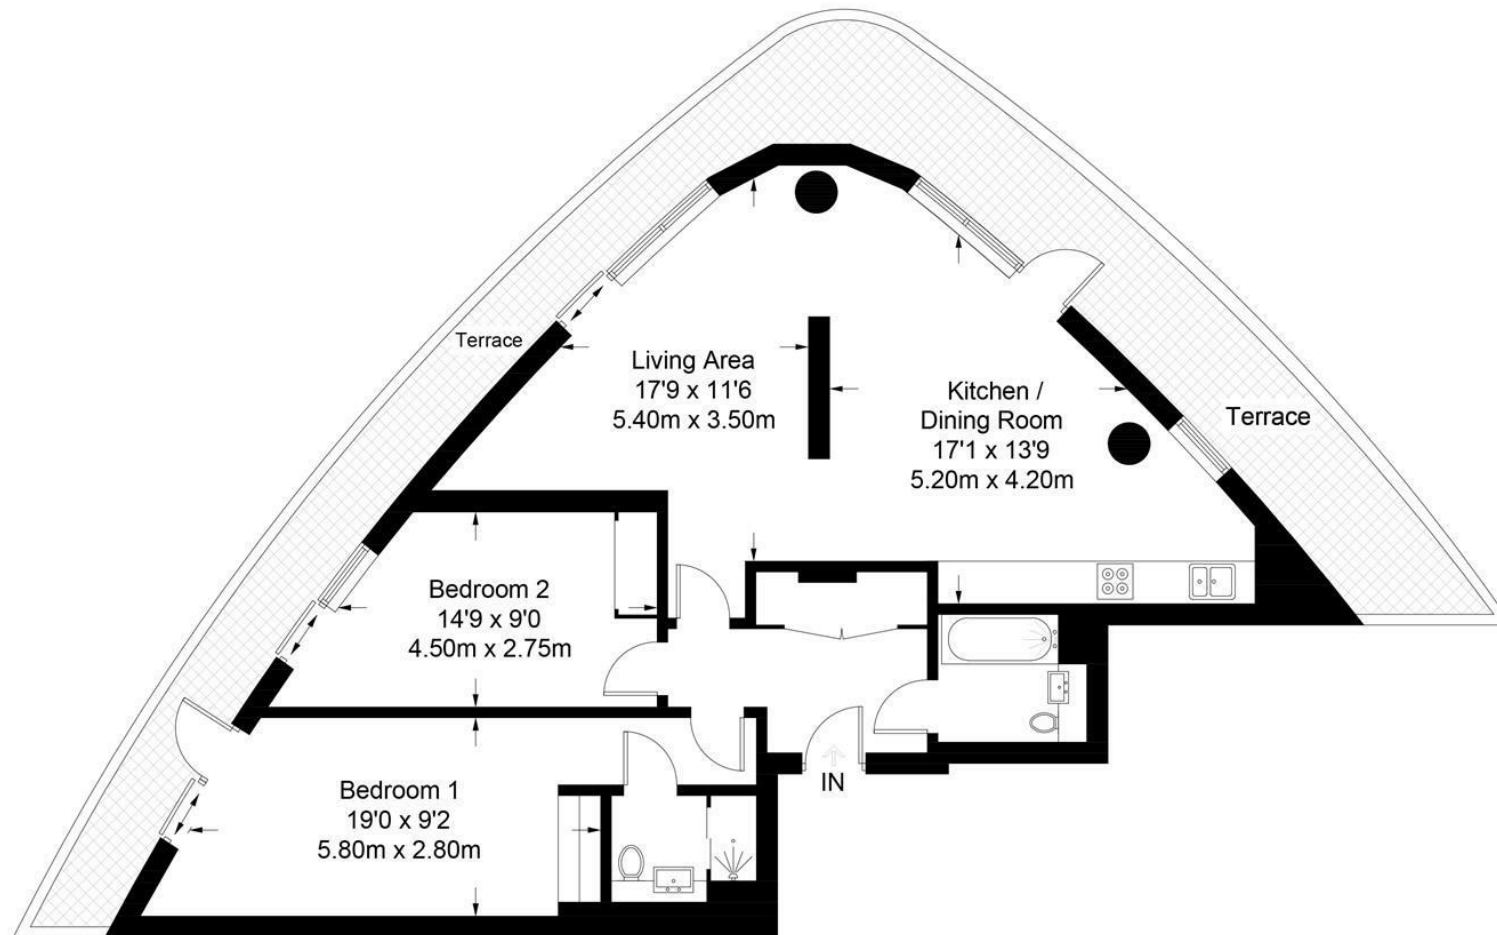 Terrace
Living Area
17'9 x 11'6
5.40m x 3.50m
Kitchen /
Dining Room
17'1 x 13'9
5.20m x 4.20m
Terrace
Bedroom 2
14'9 x 9'0
4.50m x 2.75m
Bedroom 1
19'0 x 9'2
5.80m x 2.80m
IN